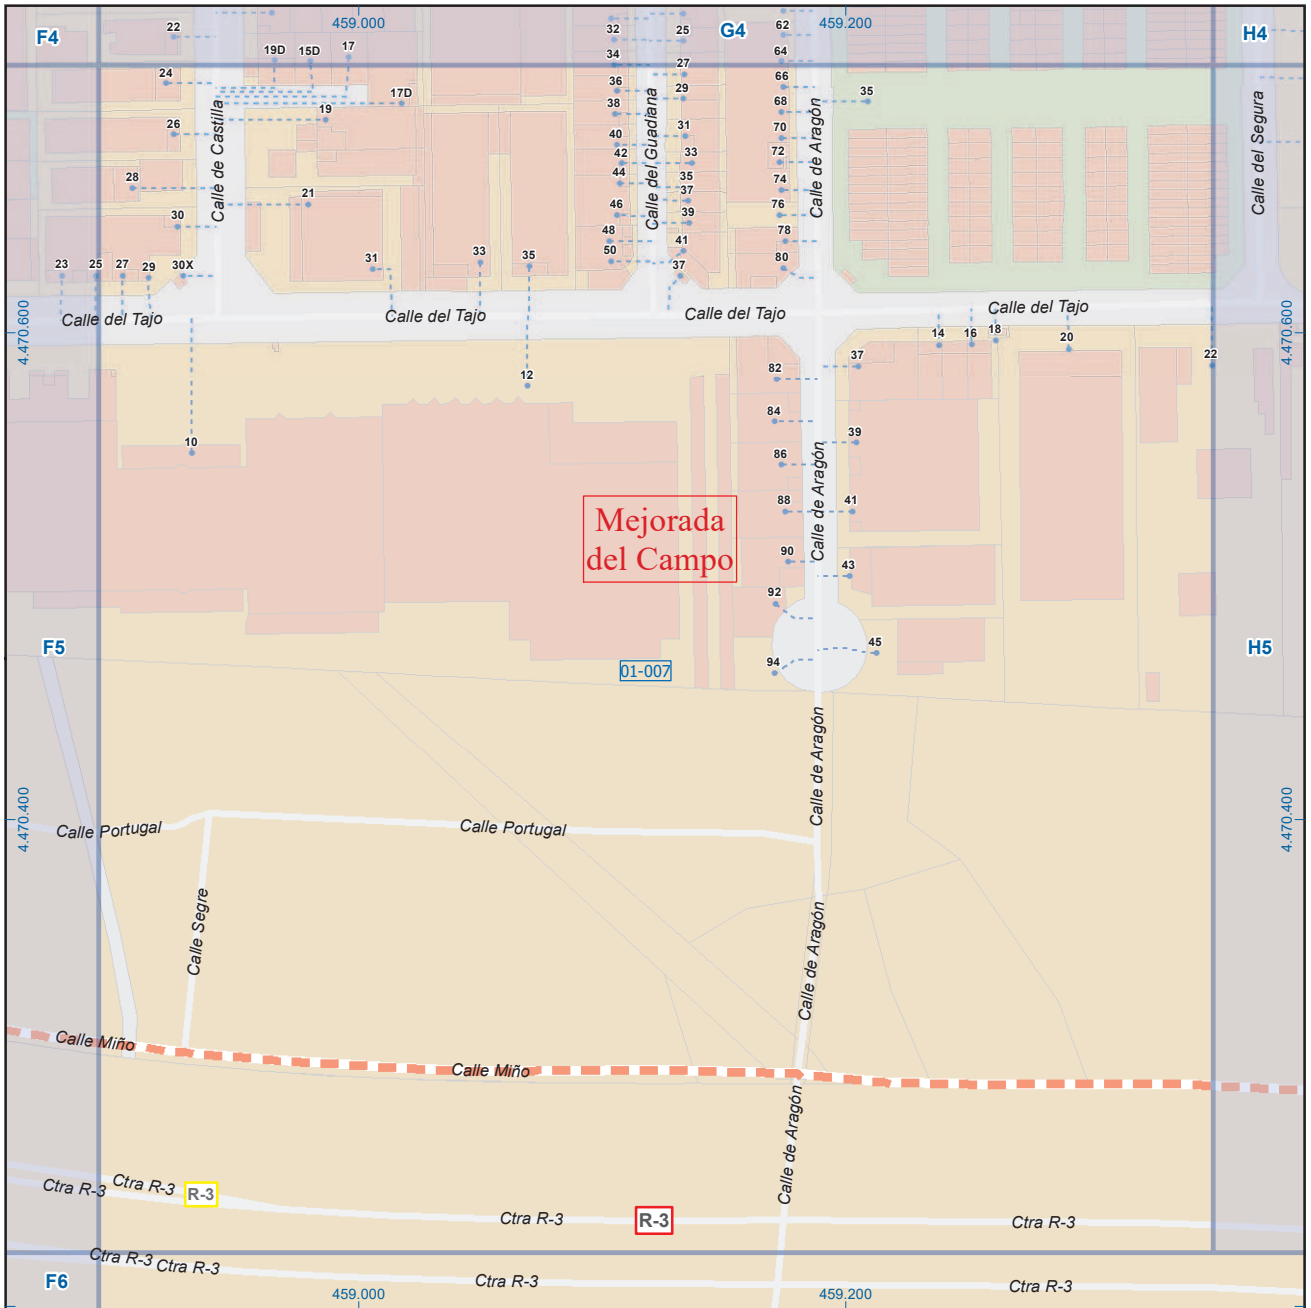 459.000
459.200
F4
G4
H4
22
19D
15D
17
32
25
62
34
64
24
17D
36
27
66
35
38
29
68
26
19
40
31
70
42
33
72
28
44
35
74
21
37
46
39
76
30
48
41
78
50
37
80
23
25
27
29
30X
31
33
35
Calle de Castilla
Calle del Guadiana
Calle de Aragón
Calle del Segura
Calle del Tajo
Calle del Tajo
Calle del Tajo
Calle del Tajo
4.470.600
4.470.600
14
16
18
20
22
12
82
37
84
10
39
86
88
41
90
43
92
45
94
Calle de Aragón
Mejorada
del Campo
F5
01-007
H5
Calle de Aragón
4.470.400
4.470.400
Calle Portugal
Calle Portugal
Calle Segre
Calle de Aragón
Calle Miño
Calle Miño
Calle de Aragón
Ctra R-3
Ctra R-3
R-3
Ctra R-3
R-3
Ctra R-3
Ctra R-3
Ctra R-3
Ctra R-3
Ctra R-3
F6
459.000
459.200